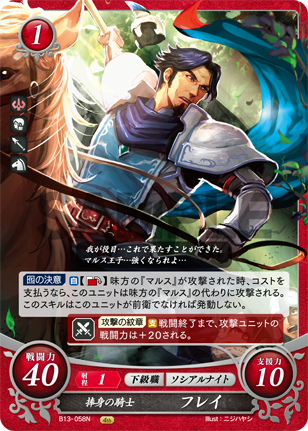 1
我が役目…これで果たすことができた。
マルス王子…強くなられよ…
囮の決意 自 味方の『マルス』が攻撃された時、コストを
支払うなら、このユニットは味方の『マルス』の代わりに攻撃される。
このスキルはこのユニットが前衛でなければ発動しない。
攻撃の紋章 支 戦闘終了まで、攻撃ユニットの
戦闘力は+20される。
戦闘力
40
射程 1
下級職
ソシアルナイト
支援力
10
捧身の騎士 フレイ
B13-058N
Illust:ニジハヤシ